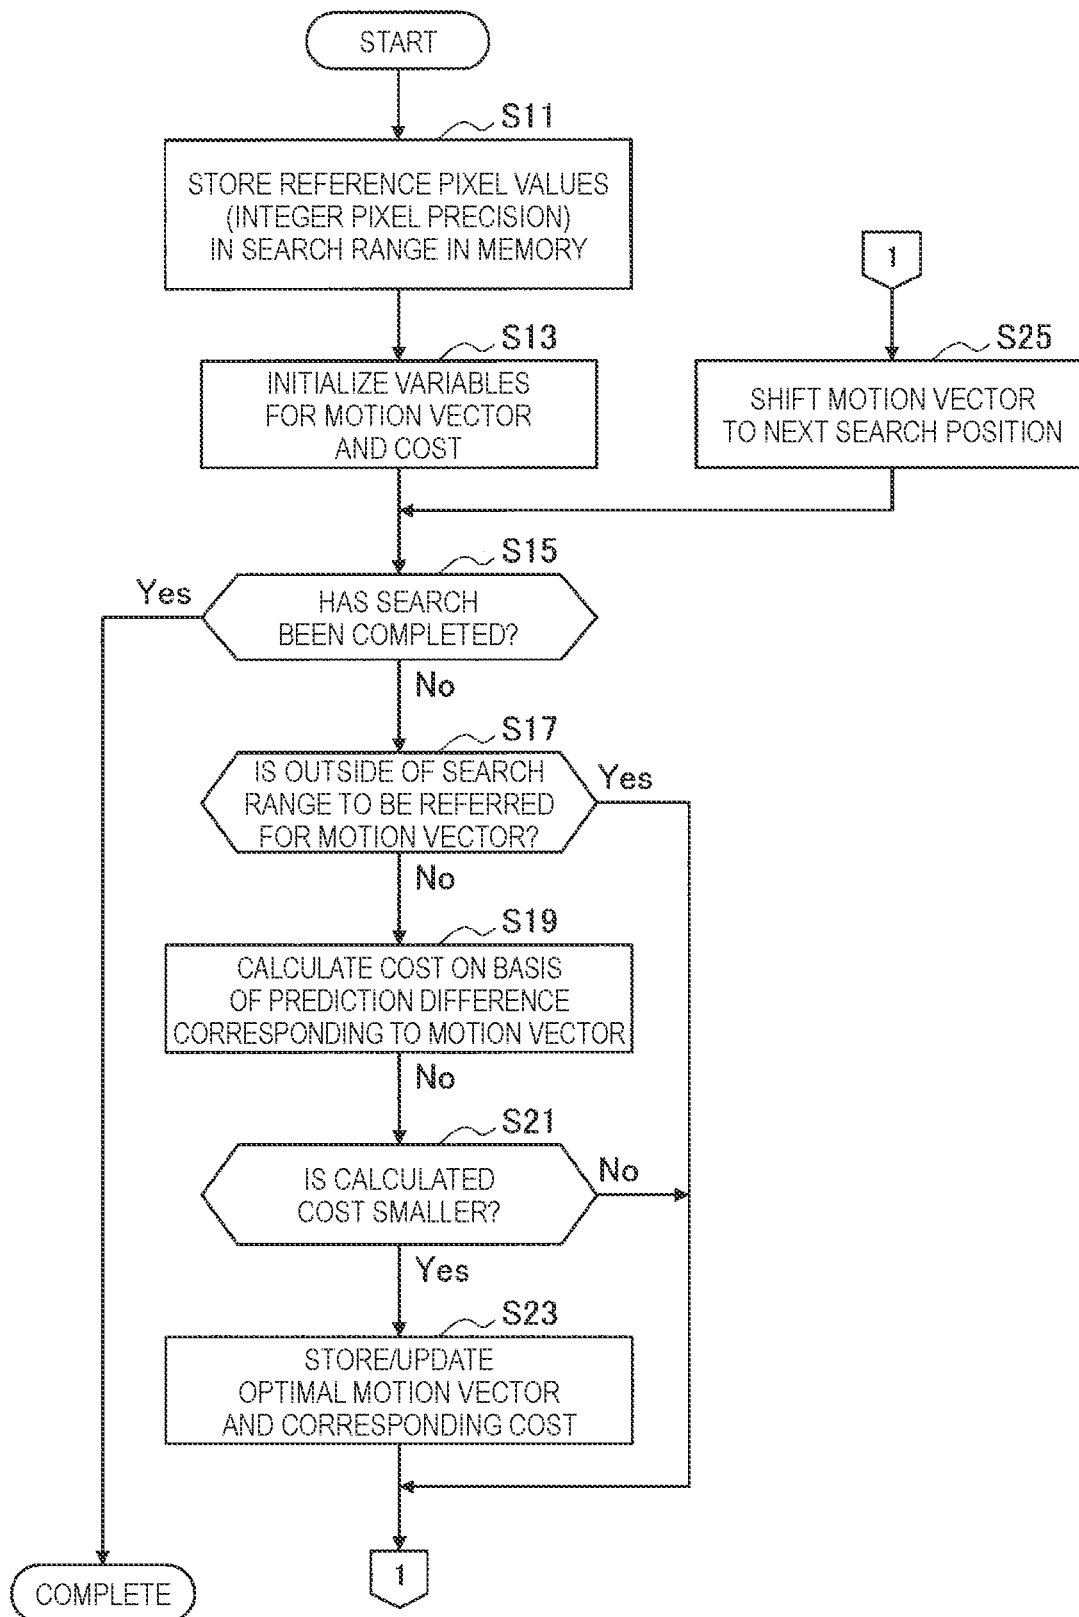 START
S11
STORE REFERENCE PIXEL VALUES
(INTEGER PIXEL PRECISION)
IN SEARCH RANGE IN MEMORY
1
S13
INITIALIZE VARIABLES
FOR MOTION VECTOR
AND COST
S25
SHIFT MOTION VECTOR
TO NEXT SEARCH POSITION
S15
Yes
HAS SEARCH
BEEN COMPLETED?
No
S17
IS OUTSIDE OF SEARCH
RANGE TO BE REFERRED
FOR MOTION VECTOR?
Yes
No
S19
CALCULATE COST ON BASIS
OF PREDICTION DIFFERENCE
CORRESPONDING TO MOTION VECTOR
No
S21
IS CALCULATED
COST SMALLER?
No
Yes
S23
STORE/UPDATE
OPTIMAL MOTION VECTOR
AND CORRESPONDING COST
COMPLETE
1